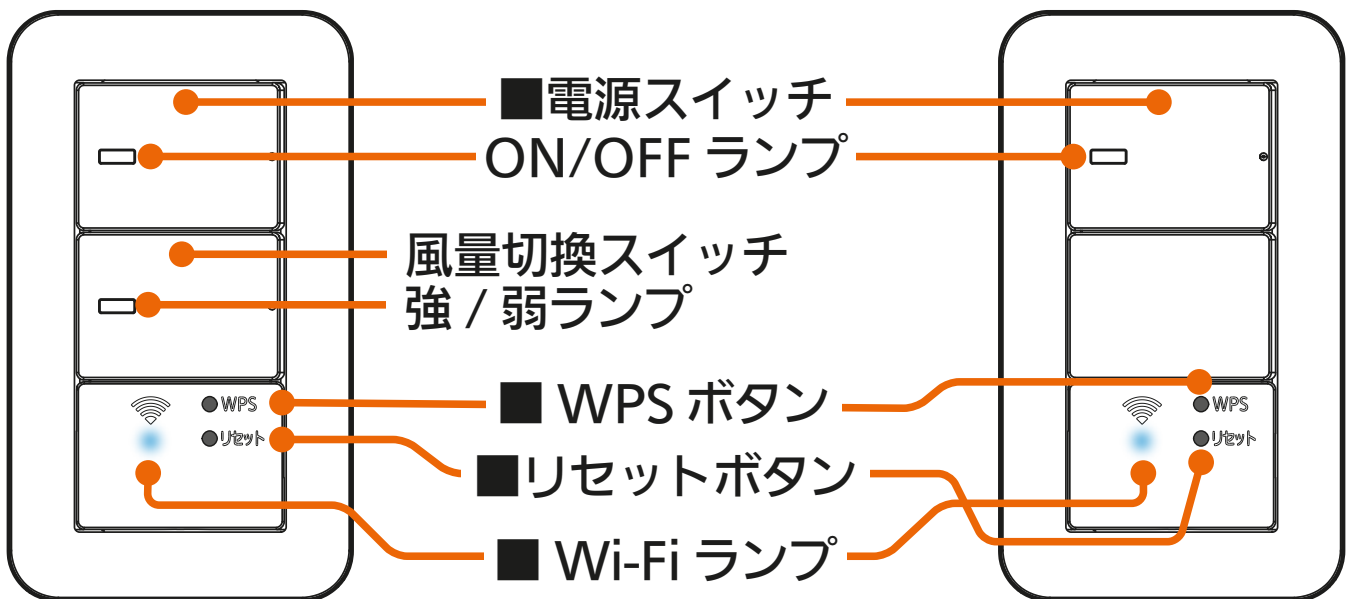 ■電源スイッチ
ON/OFF ランプ
風量切換スイッチ
強 / 弱ランプ
■ WPS ボタン
■リセットボタン
■ Wi-Fi ランプ
WPS
リセット
WPS
リセット